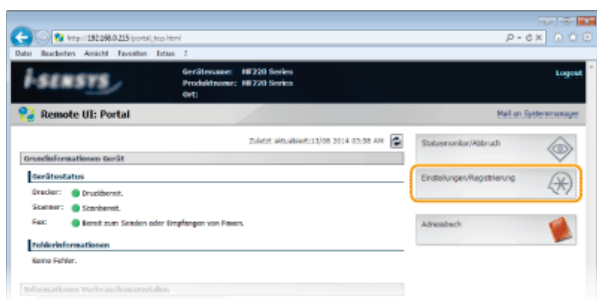 http://192.168.0.215/portal_top.html
Datei Bearbeiten Ansicht Favoriten Extras ?
i-SENSYS
Gerätename: MF220 Series
Produktname: MF220 Series
Ort:
Logout
Remote UI: Portal
Mail an Systemmanager
Zuletzt aktualisiert:13/08 2014 03:58 AM
Grundinformationen Gerät
Gerätestatus
Drucker: Druckbereit.
Scanner: Scanbereit.
Fax: Bereit zum Senden oder Empfangen von Faxen.
Fehlerinformationen
Keine Fehler.
Informationen Verbrauchsmaterialien
Statusmonitor/Abbruch
Einstellungen/Registrierung
Adressbuch